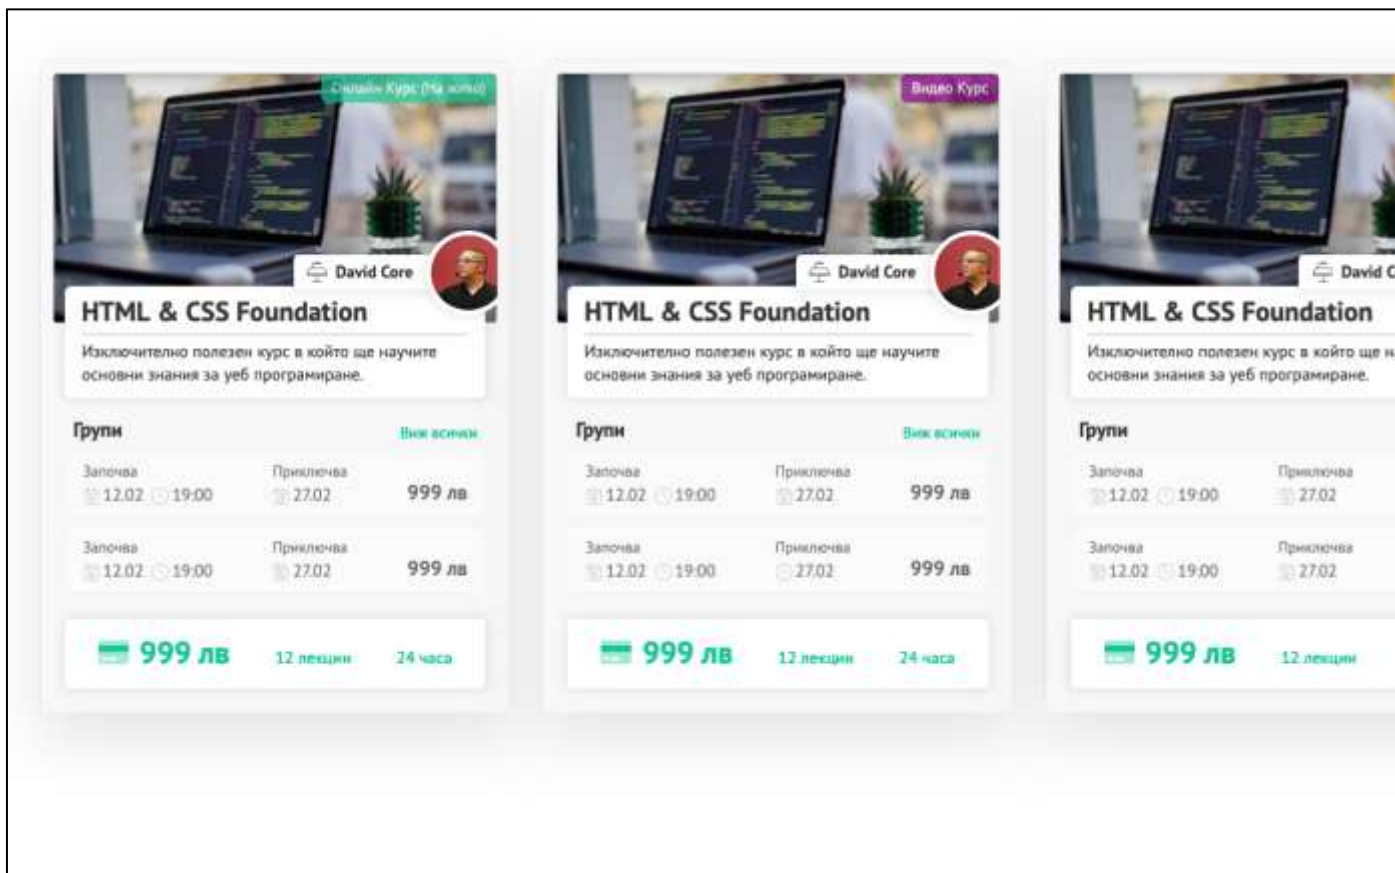 Онлайн Курс (На живо)
David Core
HTML & CSS Foundation
Изключително полезен курс в който ще научите
основни знания за уеб програмиране.
Групи
Виж всички
Започва
Приключва
12.02 19:00
27.02
999 лв
Започва
Приключва
12.02 19:00
27.02
999 лв
999 лв
12 лекции
24 часа
Видео Курс
David Core
HTML & CSS Foundation
Изключително полезен курс в който ще научите
основни знания за уеб програмиране.
Групи
Виж всички
Започва
Приключва
12.02 19:00
27.02
999 лв
Започва
Приключва
12.02 19:00
27.02
999 лв
999 лв
12 лекции
24 часа
David C
HTML & CSS Foundation
Изключително полезен курс в който ще
основни знания за уеб програмиране.
Групи
Започва
Приключва
12.02 19:00
27.02
Започва
Приключва
12.02 19:00
27.02
999 лв
12 лекции